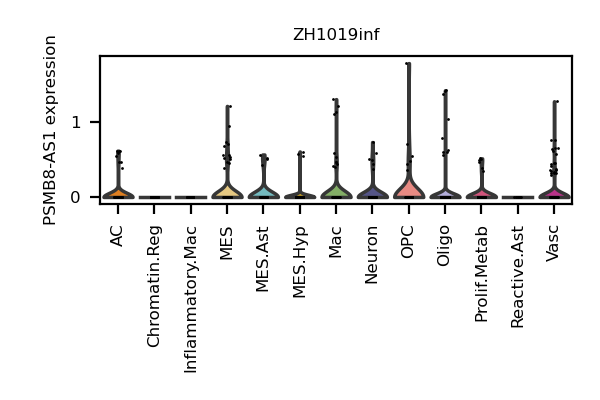 ZH1019inf
PSMB8-AS1 expression
1
0
AC
Chromatin.Reg
Inflammatory.Mac
MES
MES.Ast
MES.Hyp
Mac
Neuron
OPC
Oligo
Prolif.Metab
Reactive.Ast
Vasc